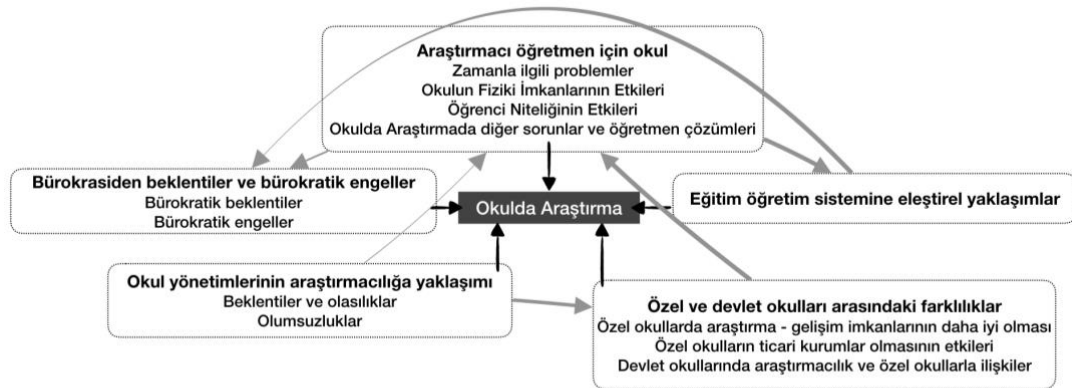 Araştırmacı öğretmen için okul
Zamanla ilgili problemler
Okulun Fiziki İmkanlarının Etkileri
Öğrenci Niteliğinin Etkileri
Okulda Araştırmada diğer sorunlar ve öğretmen çözümleri
Bürokrasiden beklentiler ve bürokratik engeller
Bürokratik beklentiler
Bürokratik engeller
Okulda Araştırma
Eğitim öğretim sistemine eleştirel yaklaşımlar
Okul yönetimlerinin araştırmacılığa yaklaşımı
Beklentiler ve olasılıklar
Olumsuzluklar
Özel ve devlet okulları arasındaki farklılıklar
Özel okullarda araştırma - gelişim imkanlarının daha iyi olması
Özel okulların ticari kurumlar olmasının etkileri
Devlet okullarında araştırmacılık ve özel okullarla ilişkiler